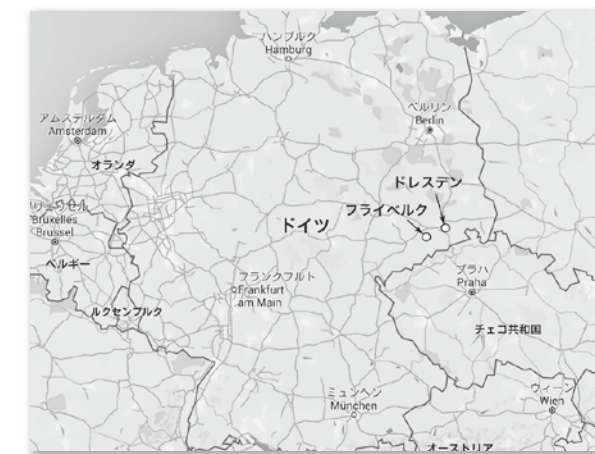 ハンブルク
Hamburg
ベルリン
Berlin
アムステルダム
Amsterdam
オランダ
ドレスデン
フライベルク
ドイツ
Bruxelles
Brussel
ベルギー
フランクフルト
Frankfurt
am Main
プラハ
Praha
ルクセンブルク
チェコ共和国
ミュンヘン
München
ウィーン
Wien
オーストリア